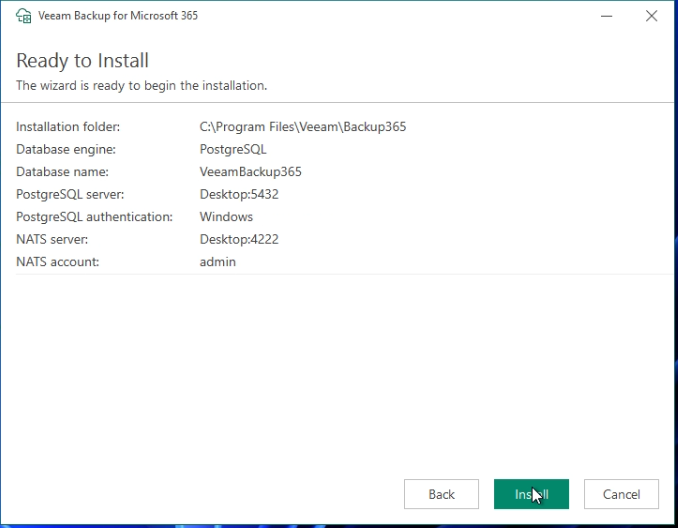 Veeam Backup for Microsoft 365
Ready to Install
The wizard is ready to begin the installation.
Installation folder: C:\Program Files\Veeam\Backup365
Database engine: PostgreSQL
Database name: VeeamBackup365
PostgreSQL server: Desktop:5432
PostgreSQL authentication: Windows
NATS server: Desktop:4222
NATS account: admin
Back Install Cancel